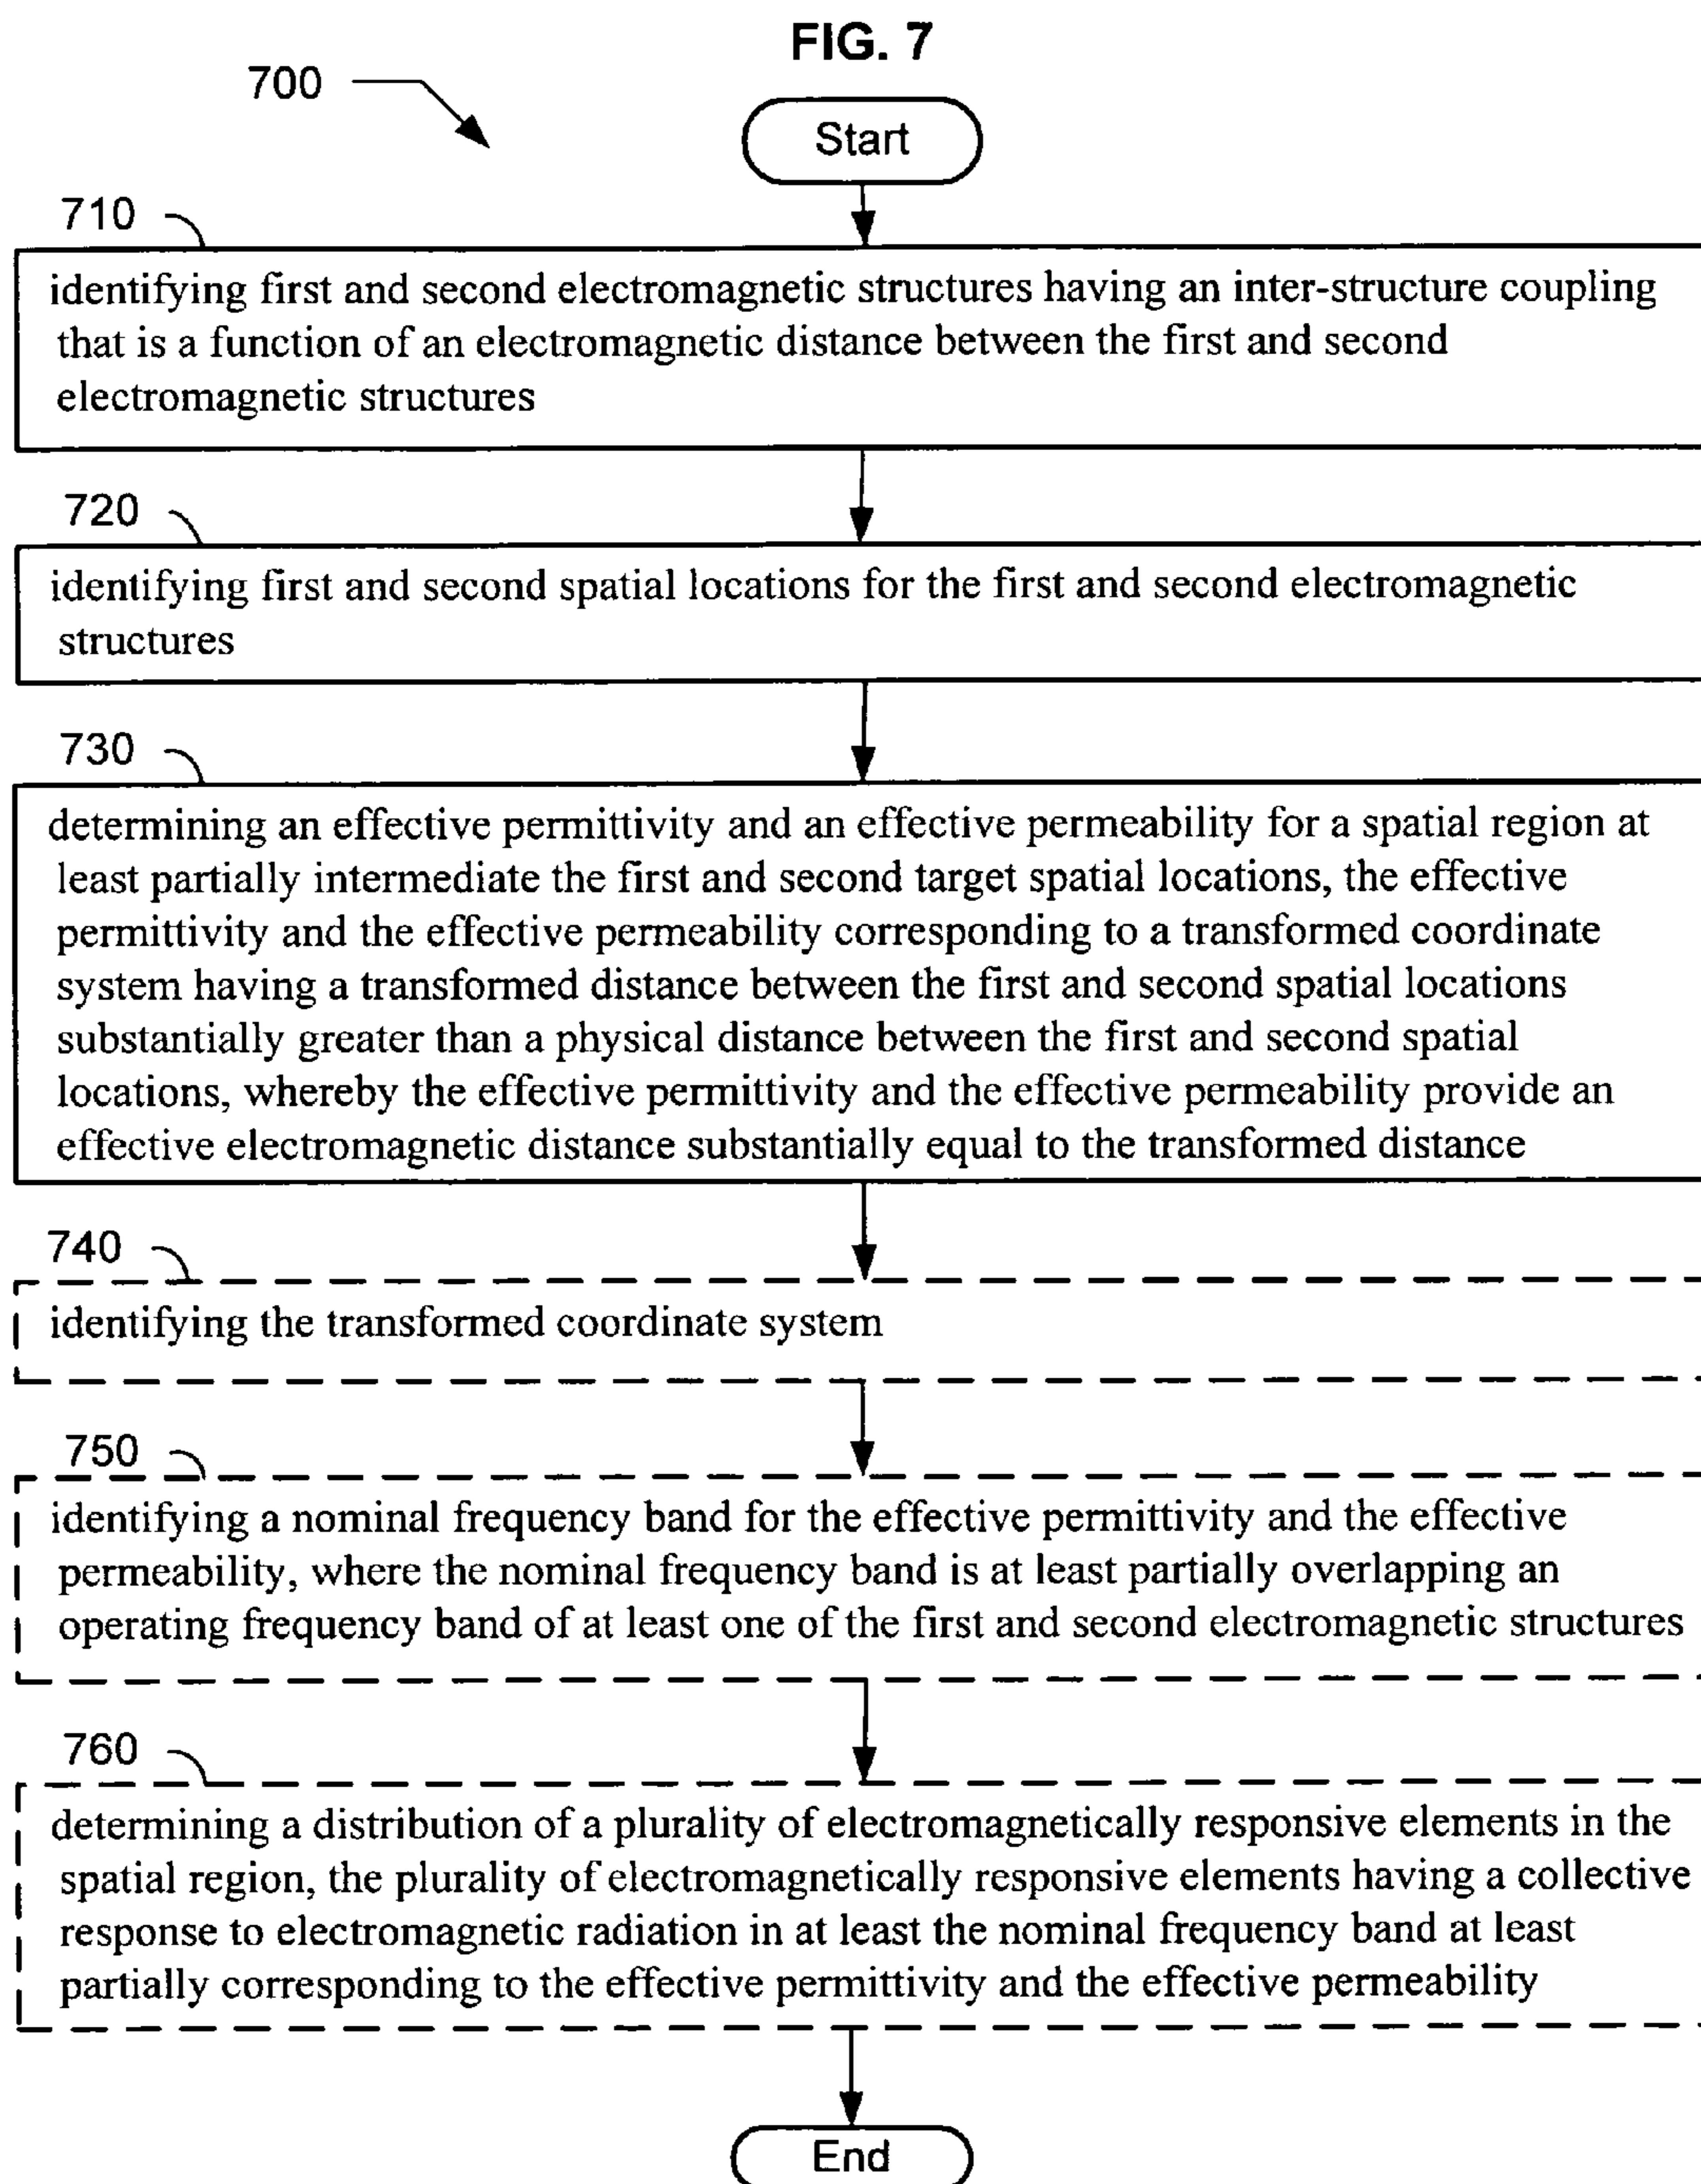 FIG. 7
700
Start
710
identifying first and second electromagnetic structures having an inter-structure coupling
that is a function of an electromagnetic distance between the first and second
electromagnetic structures
720
identifying first and second spatial locations for the first and second electromagnetic
structures
730
determining an effective permittivity and an effective permeability for a spatial region at
least partially intermediate the first and second target spatial locations, the effective
permittivity and the effective permeability corresponding to a transformed coordinate
system having a transformed distance between the first and second spatial locations
substantially greater than a physical distance between the first and second spatial
locations, whereby the effective permittivity and the effective permeability provide an
effective electromagnetic distance substantially equal to the transformed distance
740
identifying the transformed coordinate system
750
identifying a nominal frequency band for the effective permittivity and the effective
permeability, where the nominal frequency band is at least partially overlapping an
operating frequency band of at least one of the first and second electromagnetic structures
760
determining a distribution of a plurality of electromagnetically responsive elements in the
spatial region, the plurality of electromagnetically responsive elements having a collective
response to electromagnetic radiation in at least the nominal frequency band at least
partially corresponding to the effective permittivity and the effective permeability
End